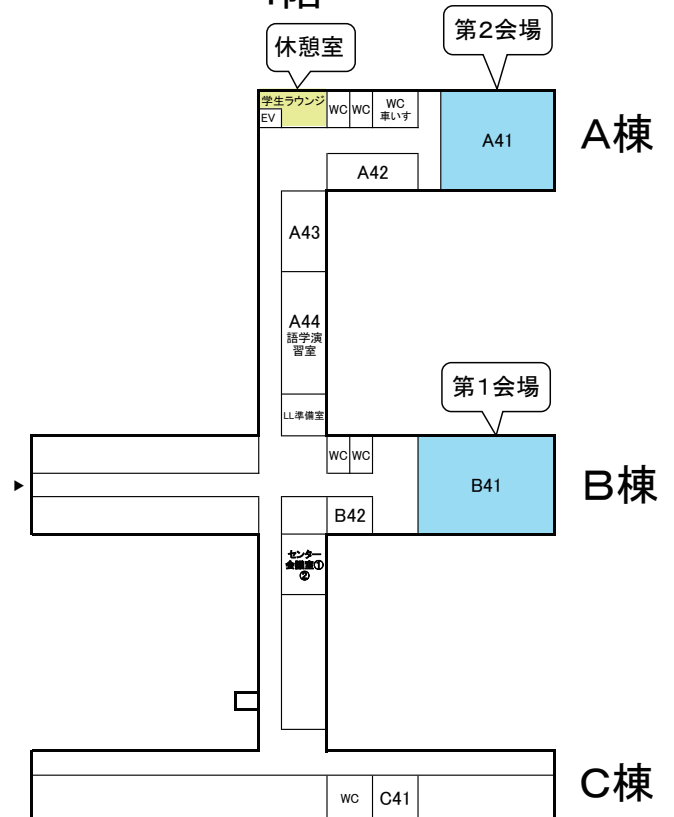 休憩室
第2会場
学生ラウンジ
EV
WC
WC
WC
車いす
A41
A棟
A42
A43
A44
語学演
習室
LL準備室
第1会場
WC
WC
B41
B棟
B42
センター
会議室①
②
C棟
WC
C41